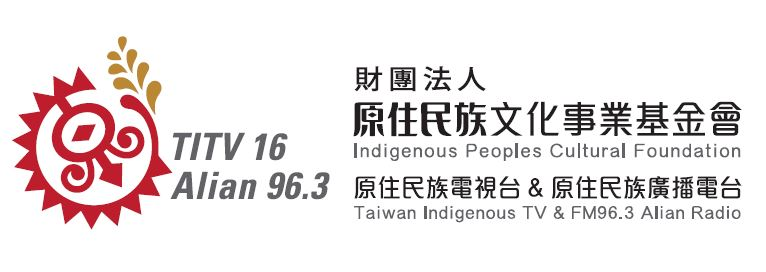 TITV 16
Alian 96.3
財團法人
原住民族文化事業基金會
Indigenous Peoples Cultural Foundation
原住民族電視台 & 原住民族廣播電台
Taiwan Indigenous TV & FM96.3 Alian Radio